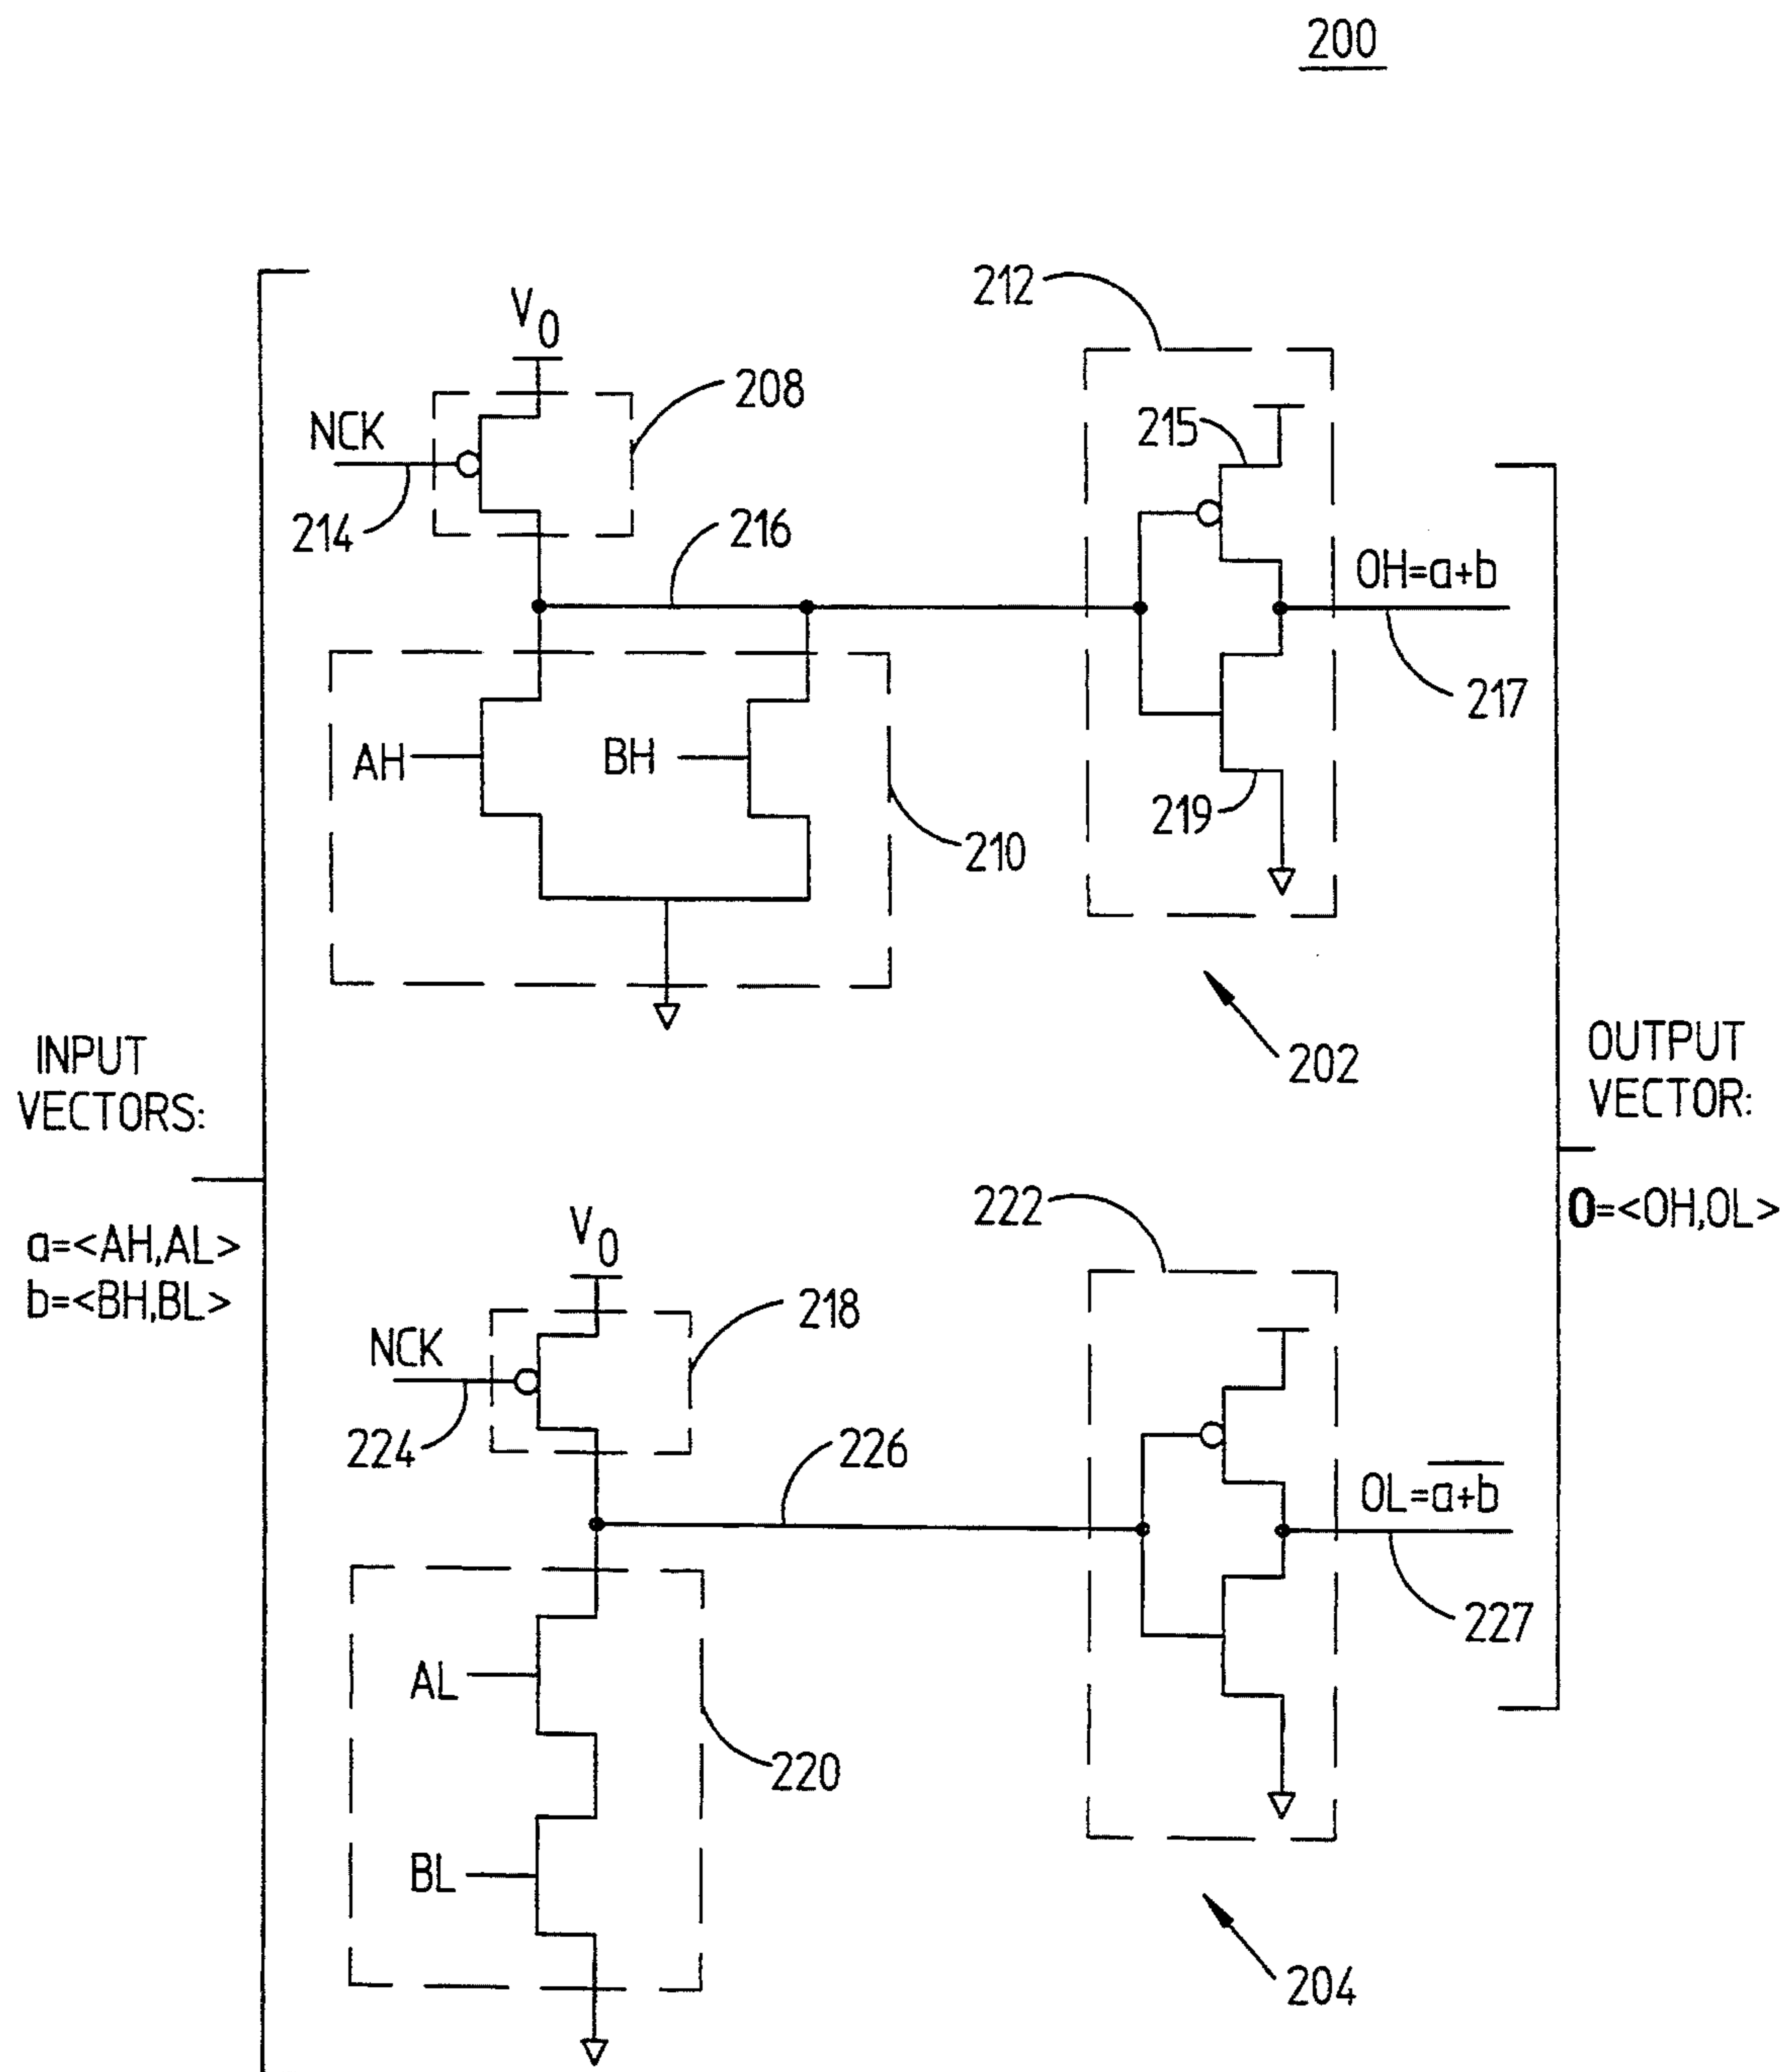 200
212
V0
208
NCK
215
214
216
OH=a+b
217
AH
BH
219
210
INPUT
VECTORS:
202
OUTPUT
VECTOR:
222
V0
a=<AH,AL>
b=<BH,BL>
O=<OH,OL>
218
NCK
224
226
OL=a+b
227
AL
220
BL
204